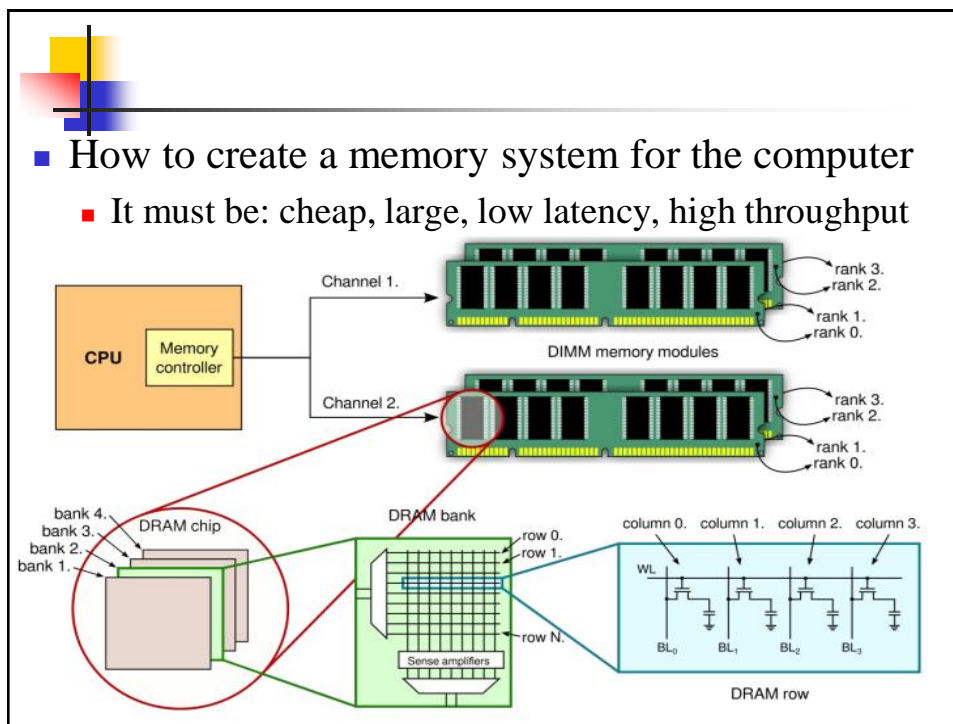 How to create a memory system for the computer
It must be: cheap, large, low latency, high throughput
Channel 1.
rank 3.
rank 2.
rank 1.
rank 0.
CPU
Memory
controller
DIMM memory modules
Channel 2.
rank 3.
rank 2.
rank 1.
rank 0.
bank 4.
bank 3.
bank 2.
bank 1.
DRAM chip
DRAM bank
row 0.
row 1.
row N.
Sense amplifiers
column 0. column 1. column 2. column 3.
WL
BL0 BL1 BL2 BL3
DRAM row